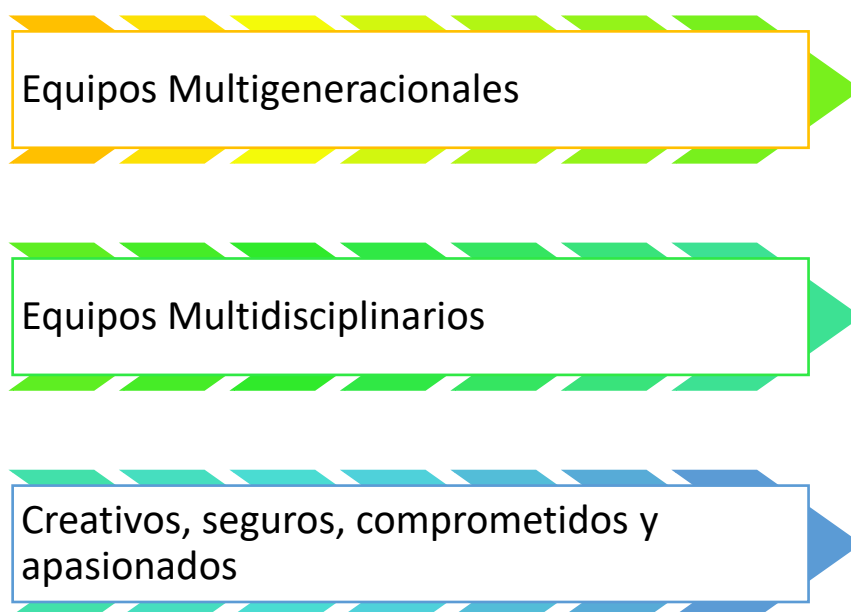 Equipos Multigeneracionales
Equipos Multidisciplinarios
Creativos, seguros, comprometidos y
apasionados